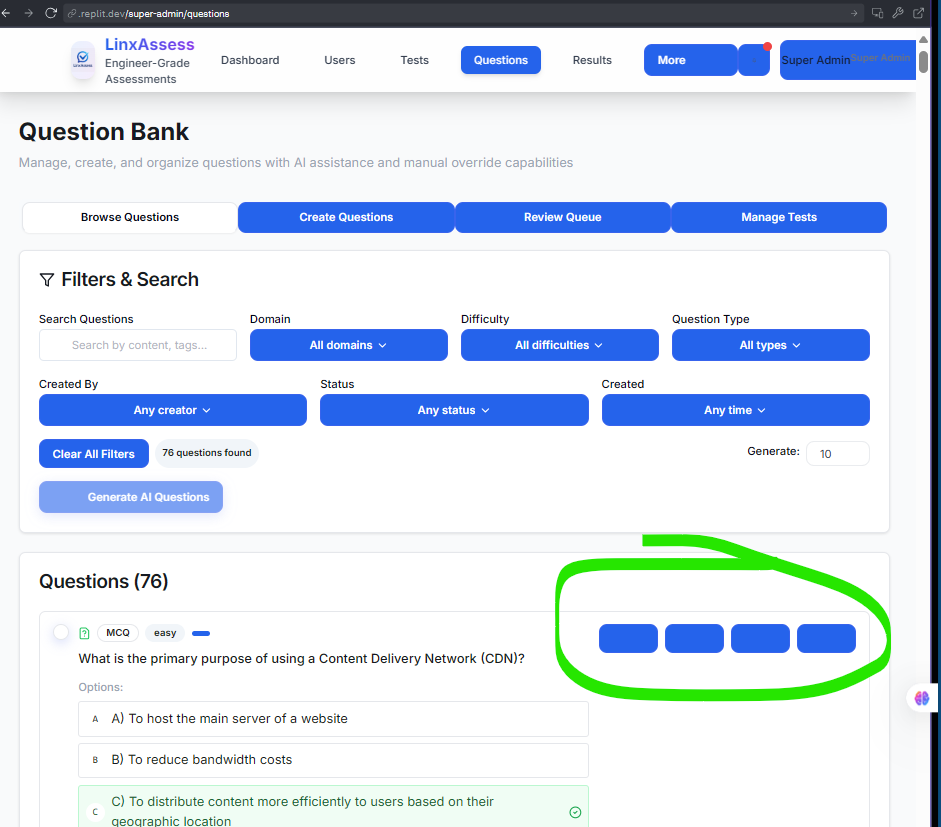 .replit.dev/super-admin/questions
LinxAssess
Engineer-Grade
Assessments
Dashboard
Users
Tests
Questions
Results
More
Super Admin
Super Admin
Question Bank
Manage, create, and organize questions with AI assistance and manual override capabilities
Browse Questions
Create Questions
Review Queue
Manage Tests
Filters & Search
Search Questions
Domain
Difficulty
Question Type
Search by content, tags...
All domains
All difficulties
All types
Created By
Status
Created
Any creator
Any status
Any time
Clear All Filters
76 questions found
Generate:
10
Generate AI Questions
Questions (76)
MCQ
easy
What is the primary purpose of using a Content Delivery Network (CDN)?
Options:
A A) To host the main server of a website
B B) To reduce bandwidth costs
C C) To distribute content more efficiently to users based on their
geographic location